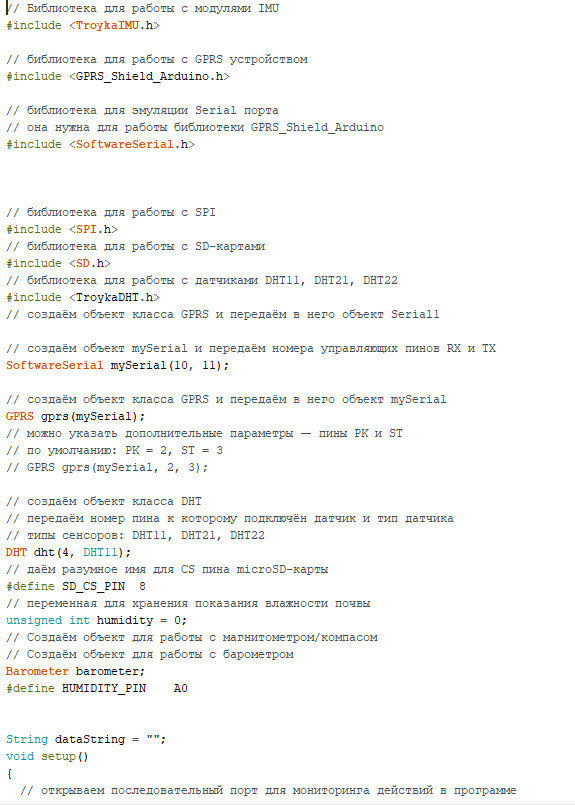 // Библиотека для работы с модулями IMU
#include <TroykaIMU.h>
// библиотека для работы с GPRS устройством
#include <GPRS_Shield_Arduino.h>
// библиотека для эмуляции Serial порта
// она нужна для работы библиотеки GPRS_Shield_Arduino
#include <SoftwareSerial.h>
// библиотека для работы с SPI
#include <SPI.h>
// библиотека для работы с SD-картами
#include <SD.h>
// библиотека для работы с датчиками DHT11, DHT21, DHT22
#include <TroykaDHT.h>
// создаём объект класса GPRS и передаём в него объект Serial1
// создаём объект mySerial и передаём номера управляющих пинов RX и TX
SoftwareSerial mySerial(10, 11);
// создаём объект класса GPRS и передаём в него объект mySerial
GPRS gprs(mySerial);
// можно указать дополнительные параметры — пины PK и ST
// по умолчанию: PK = 2, ST = 3
// GPRS gprs(mySerial, 2, 3);
// создаём объект класса DHT
// передаём номер пина к которому подключён датчик и тип датчика
// типы сенсоров: DHT11, DHT21, DHT22
DHT dht(4, DHT11);
// даём разумное имя для CS пина microSD-карты
#define SD_CS_PIN  8
// переменная для хранения показания влажности почвы
unsigned int humidity = 0;
// Создаём объект для работы с магнитометром/компасом
// Создаём объект для работы с барометром
Barometer barometer;
#define HUMIDITY_PIN    A0
String dataString = "";
void setup()
{
  // открываем последовательный порт для мониторинга действий в программе